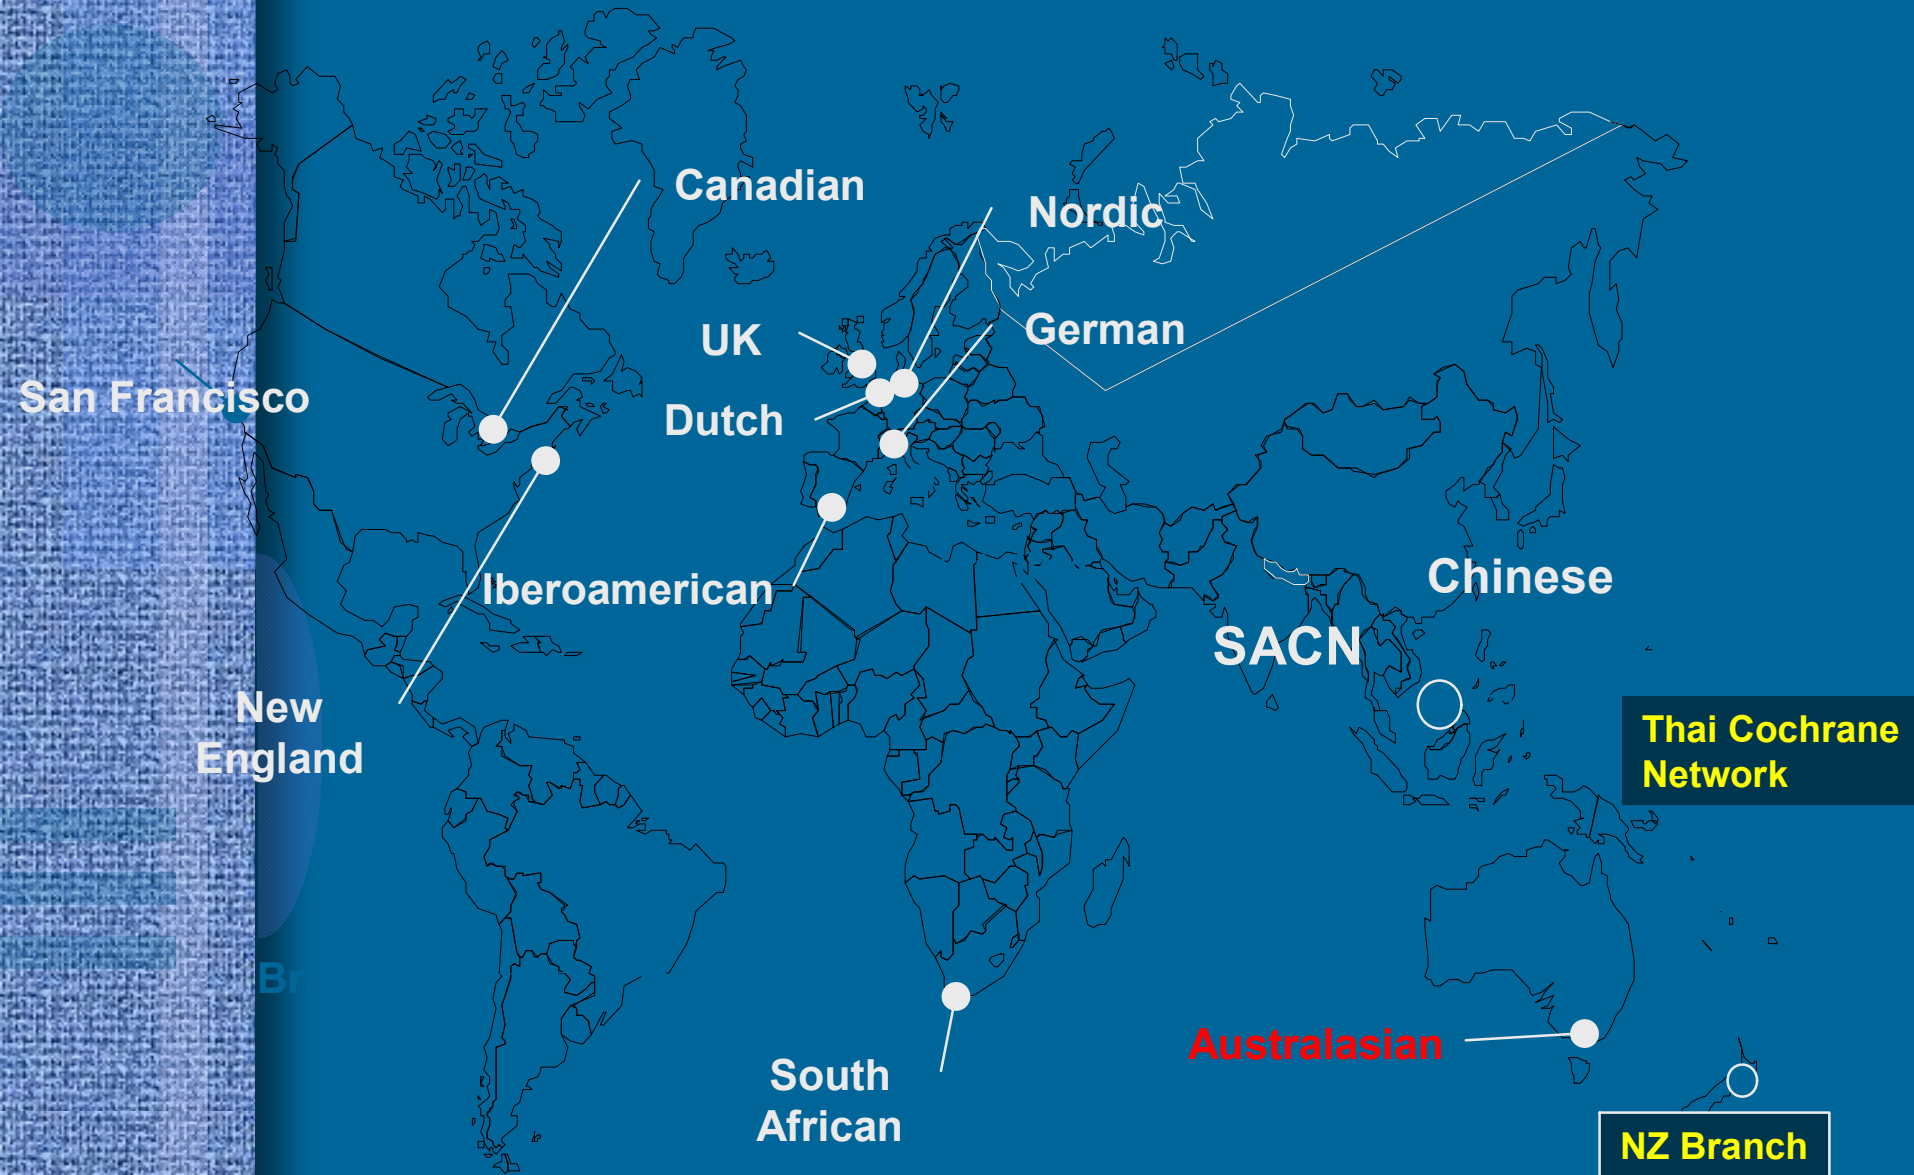 Canadian
Nordic
UK
German
San Francisco
Dutch
Iberoamerican
Chinese
SACN
New
England
Thai Cochrane
Network
Australasian
South
African
NZ Branch